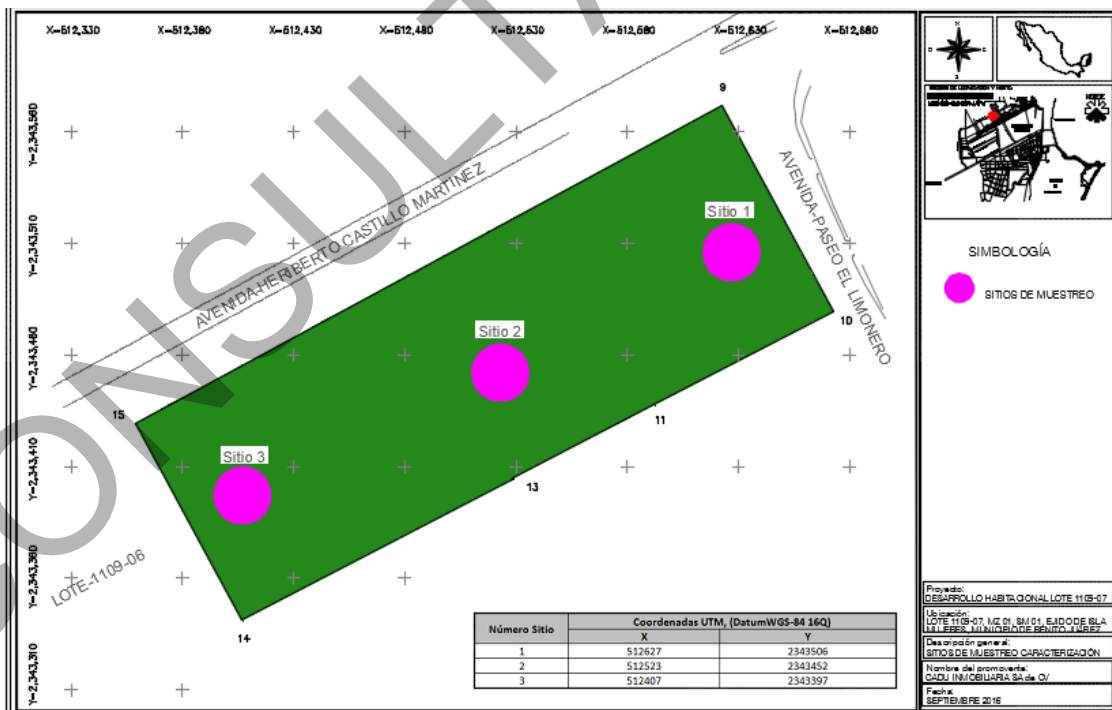 X=512,330 X=512,380 X=512,430 X=512,480 X=512,530 X=512,580 X=512,630 X=512,680
Y=2,343,560
Y=2,343,510
Y=2,343,460
Y=2,343,410
Y=2,343,360
Y=2,343,310
CONSULTA
9
AVENIDA-HERIBERTO CASTILLO MARTINEZ
AVENIDA-PASEO EL LIMONERO
Sitio 1
10
Sitio 2
11
15
Sitio 3
13
LOTE-1109-06
14
Número Sitio
Coordenadas UTM, (DatumWGS-84 16Q)
X Y
1 512627 2343506
2 512523 2343452
3 512407 2343397
SIMBOLOGÍA
SITIOS DE MUESTREO
Proyecto:
DESARROLLO HABITACIONAL LOTE 1109-07
Ubicación:
LOTE 1109-07, MZ 01, SM 01, EJIDO DE ISLA
MUJERES, MUNICIPIO DE BENITO JUÁREZ
Descripción general:
SITIOS DE MUESTREO CARACTERIZACIÓN
Nombre del promovente:
CADU INMOBILIARIA SA de CV
Fecha:
SEPTIEMBRE 2016